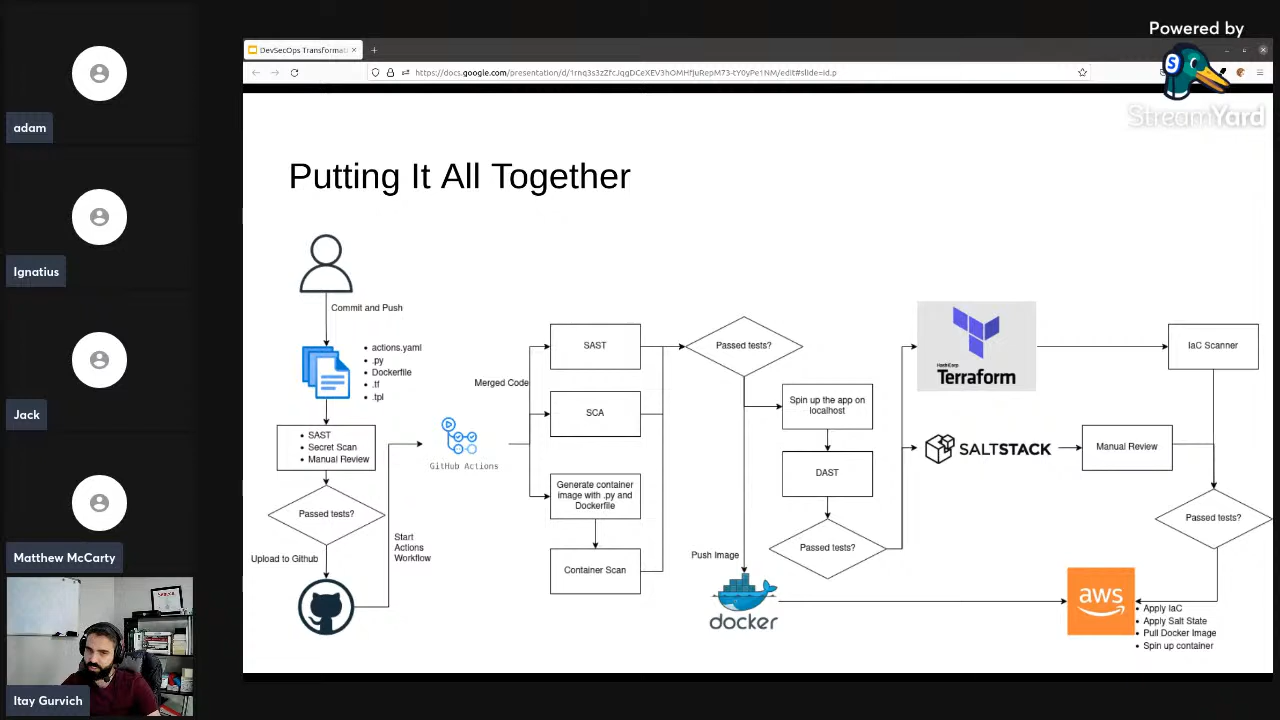 Powered by
StreamYard
DevSecOps Transformati
https://docs.google.com/presentation/d/1rnq3s3zZfcJqgDCeXEV3hOMHfJuRepM73-tY0yPe1NM/edit#slide=id.p
adam
Ignatius
Jack
Matthew McCarty
Itay Gurvich
Putting It All Together
Commit and Push
• actions.yaml
• .py
• Dockerfile
• .tf
• .tpl
• SAST
• Secret Scan
• Manual Review
Passed tests?
Upload to Github
Start
Actions
Workflow
GitHub Actions
Merged Code
SAST
SCA
Generate container
image with .py and
Dockerfile
Container Scan
Passed tests?
Spin up the app on
localhost
DAST
Passed tests?
Push Image
docker
HashiCorp
Terraform
SALTSTACK
IaC Scanner
Manual Review
Passed tests?
aws
• Apply IaC
• Apply Salt State
• Pull Docker Image
• Spin up container